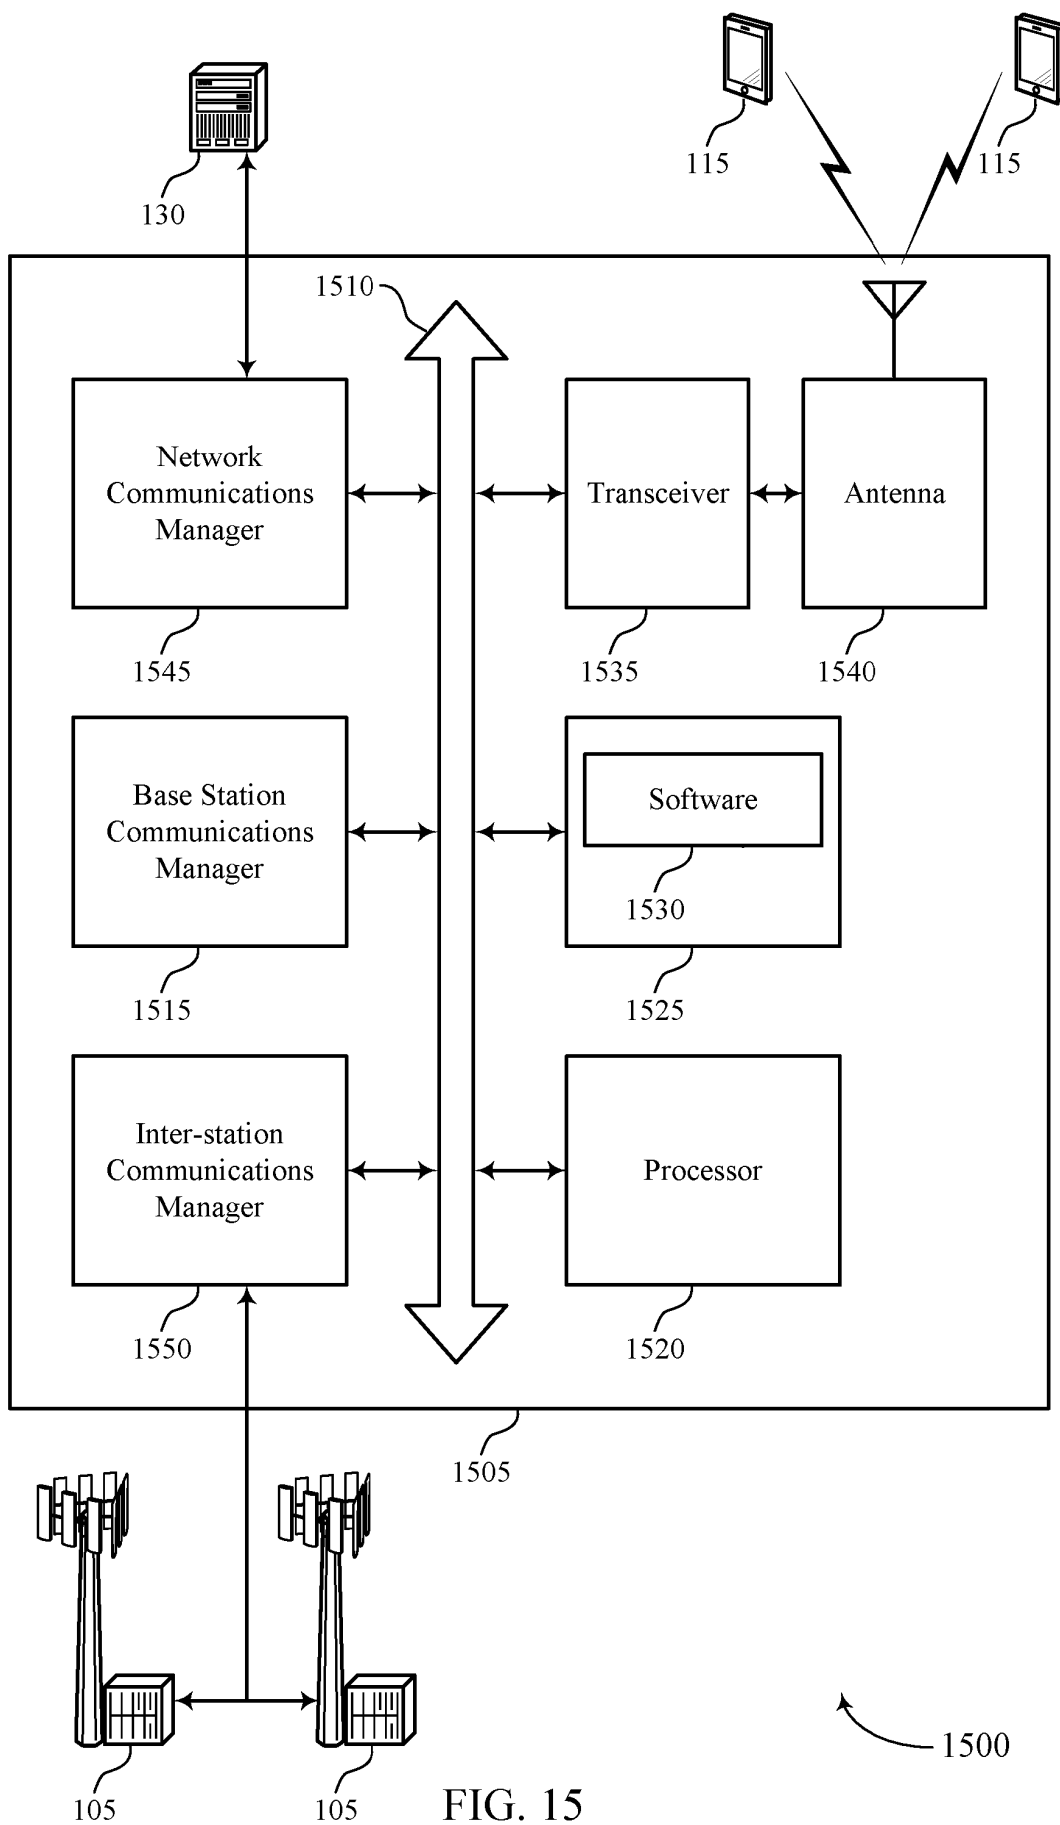 115
115
130
1510
Network
Communications
Manager
Transceiver
Antenna
1545
1535
1540
Base Station
Communications
Manager
Software
1530
1515
1525
Inter-station
Communications
Manager
Processor
1550
1520
1505
1500
105
105
FIG. 15